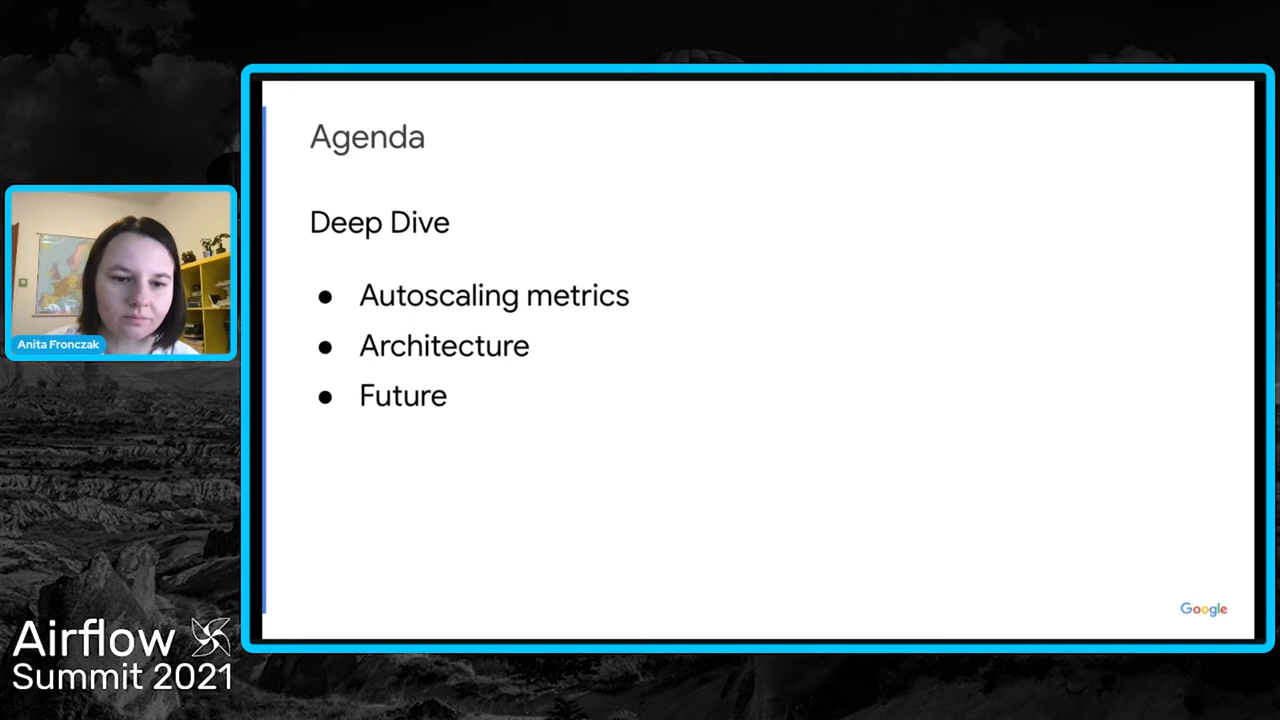 Agenda
Deep Dive
● Autoscaling metrics
● Architecture
● Future
Google
Anita Fronczak
Airflow
Summit 2021